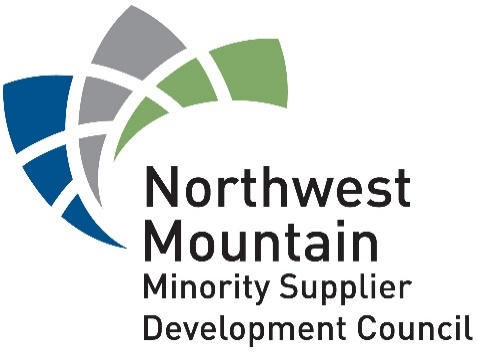 Northwest
Mountain
Minority Supplier
Development Council